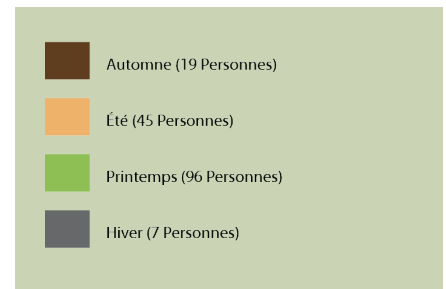 Automne (19 Personnes)
Été (45 Personnes)
Printemps (96 Personnes)
Hiver (7 Personnes)